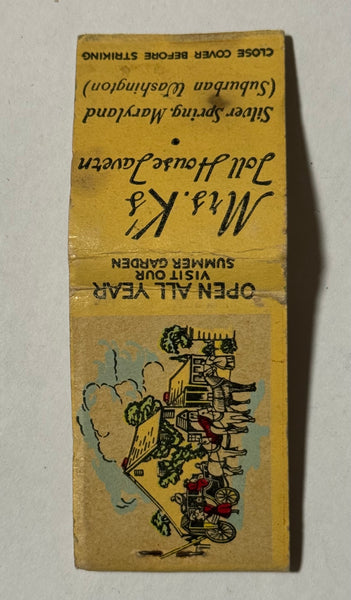 OPEN ALL YEAR
VISIT OUR
SUMMER GARDEN
Mrs. K's
Toll House Tavern
Silver Spring, Maryland
(Suburban Washington)
CLOSE COVER BEFORE STRIKING